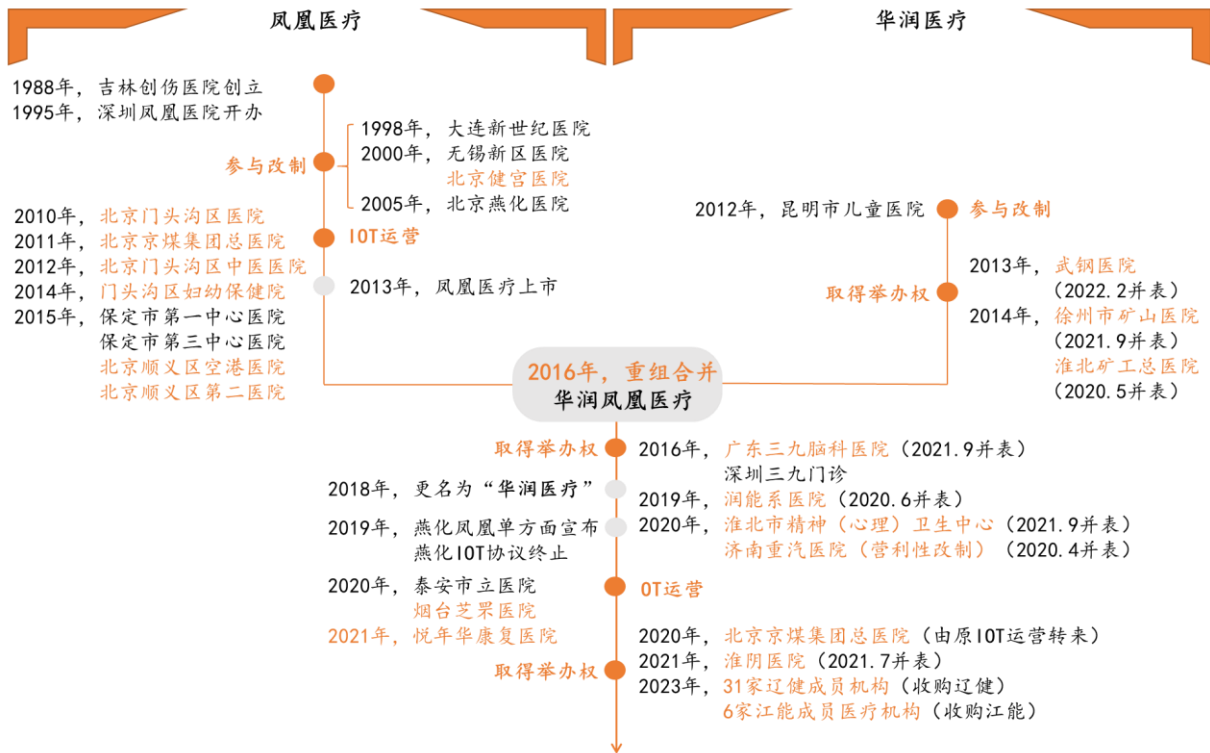 凤凰医疗
华润医疗
1988年，吉林创伤医院创立
1995年，深圳凤凰医院开办
参与改制
1998年，大连新世纪医院
2000年，无锡新区医院
北京健宫医院
2005年，北京燕化医院
2010年，北京门头沟区医院
2011年，北京京煤集团总医院
2012年，北京门头沟区中医医院
2014年，门头沟区妇幼保健院
2015年，保定市第一中心医院
保定市第三中心医院
北京顺义区空港医院
北京顺义区第二医院
IOT运营
2013年，凤凰医疗上市
2012年，昆明市儿童医院
参与改制
取得举办权
2013年，武钢医院
（2022.2并表）
2014年，徐州市矿山医院
（2021.9并表）
淮北矿工总医院
（2020.5并表）
2016年，重组合并
华润凤凰医疗
取得举办权
2016年，广东三九脑科医院（2021.9并表）
深圳三九门诊
2018年，更名为“华润医疗”
2019年，润能系医院（2020.6并表）
2019年，燕化凤凰单方面宣布
燕化IOT协议终止
2020年，淮北市精神（心理）卫生中心（2021.9并表）
济南重汽医院（营利性改制）（2020.4并表）
2020年，泰安市立医院
烟台芝罘医院
2021年，悦年华康复医院
OT运营
取得举办权
2020年，北京京煤集团总医院（由原IOT运营转来）
2021年，淮阴医院（2021.7并表）
2023年，31家辽健成员机构（收购辽健）
6家江能成员医疗机构（收购江能）